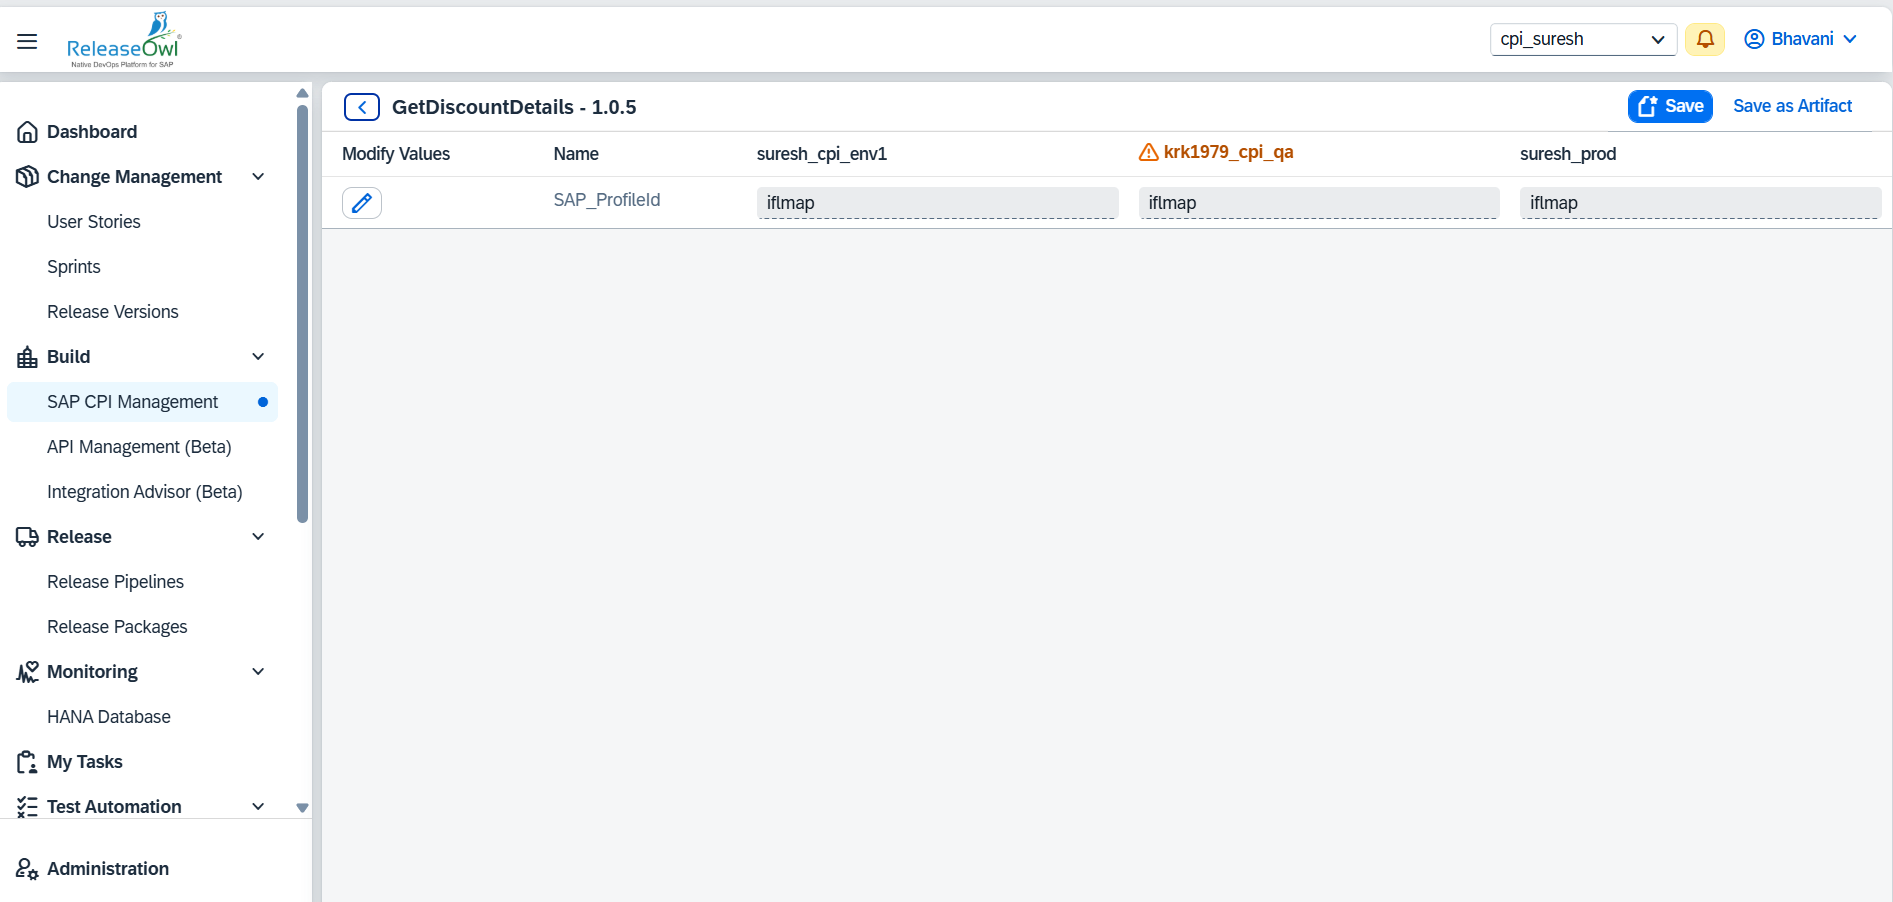 ReleaseOwl®
Native DevOps Platform for SAP
cpi_suresh
Bhavani
Dashboard
Change Management
User Stories
Sprints
Release Versions
Build
SAP CPI Management
API Management (Beta)
Integration Advisor (Beta)
Release
Release Pipelines
Release Packages
Monitoring
HANA Database
My Tasks
Test Automation
Administration
GetDiscountDetails - 1.0.5
Save
Save as Artifact
Modify Values Name suresh_cpi_env1 krk1979_cpi_qa suresh_prod
SAP_ProfileId iflmap iflmap iflmap